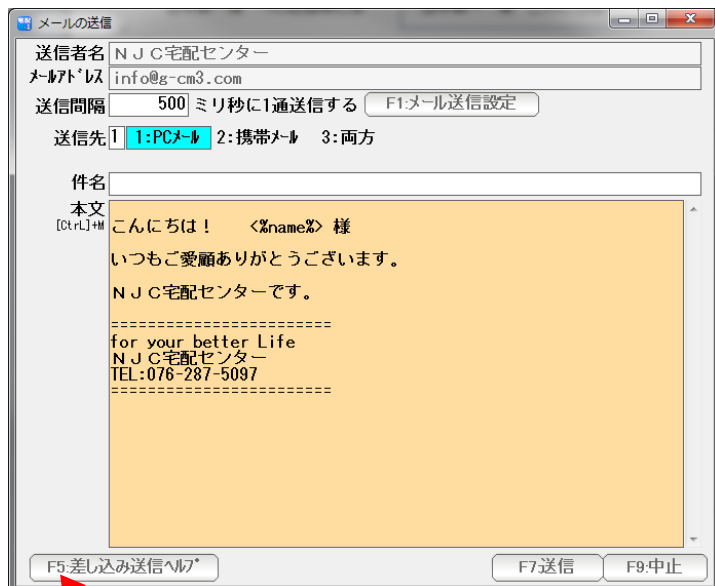 メールの送信
送信者名 ＮＪＣ宅配センター
ﾒｰﾙｱﾄﾞﾚｽ info@g-cm3.com
送信間隔 500 ミリ秒に1通送信する F1:メール送信設定
送信先 1 1:PCﾒｰﾙ 2:携帯ﾒｰﾙ 3:両方
件名
本文
[CtrL]+M
こんにちは！ <%name%> 様
いつもご愛顧ありがとうございます。
ＮＪＣ宅配センターです。
========================
for your better Life
ＮＪＣ宅配センター
TEL:076-287-5097
========================
F5:差し込み送信ﾍﾙﾌﾟ F7:送信 F9:中止